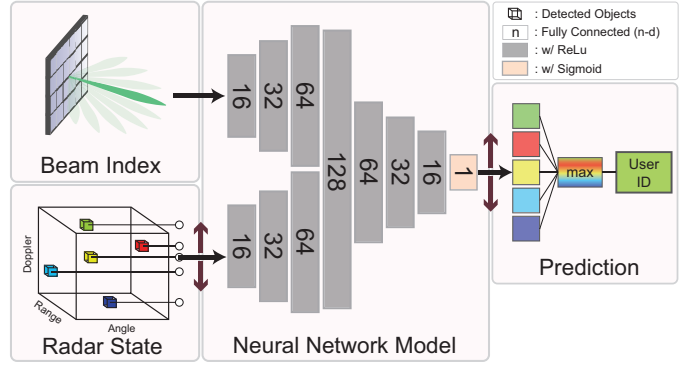 Beam Index
Doppler
Range
Angle
Radar State
16
32
64
16
32
64
128
64
32
16
1
Neural Network Model
: Detected Objects
n : Fully Connected (n-d)
: w/ ReLu
: w/ Sigmoid
max
User
ID
Prediction